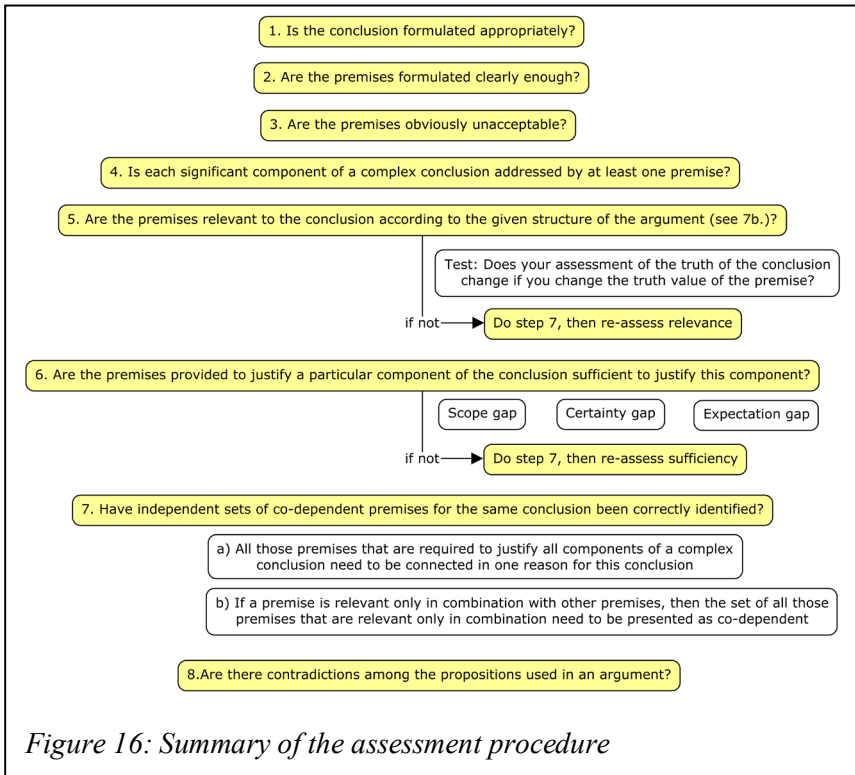 1. Is the conclusion formulated appropriately?
2. Are the premises formulated clearly enough?
3. Are the premises obviously unacceptable?
4. Is each significant component of a complex conclusion addressed by at least one premise?
5. Are the premises relevant to the conclusion according to the given structure of the argument (see 7b.)?
Test: Does your assessment of the truth of the conclusion
change if you change the truth value of the premise?
if not
Do step 7, then re-assess relevance
6. Are the premises provided to justify a particular component of the conclusion sufficient to justify this component?
Scope gap
Certainty gap
Expectation gap
if not
Do step 7, then re-assess sufficiency
7. Have independent sets of co-dependent premises for the same conclusion been correctly identified?
a) All those premises that are required to justify all components of a complex
conclusion need to be connected in one reason for this conclusion
b) If a premise is relevant only in combination with other premises, then the set of all those
premises that are relevant only in combination need to be presented as co-dependent
8.Are there contradictions among the propositions used in an argument?
Figure 16: Summary of the assessment procedure